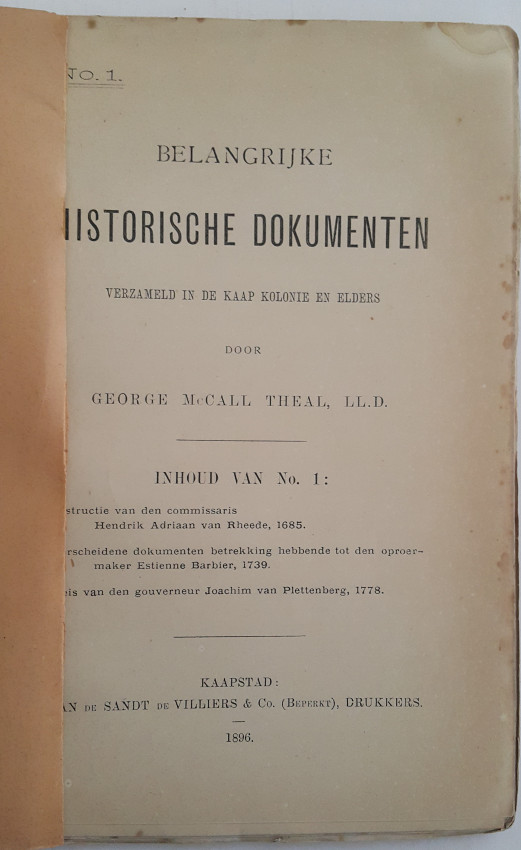 No. 1.
BELANGRIJKE
HISTORISCHE DOKUMENTEN
VERZAMELD IN DE KAAP KOLONIE EN ELDERS
DOOR
GEORGE McCALL THEAL, LL.D.
INHOUD VAN No. 1:
structie van den commissaris
Hendrik Adriaan van Rheede, 1685.
rscheidene dokumenten betrekking hebbende tot den oproer-
maker Estienne Barbier, 1739.
is van den gouverneur Joachim van Plettenberg, 1778.
KAAPSTAD:
AN DE SANDT DE VILLIERS & Co. (BEPERKT), DRUKKERS.
1896.